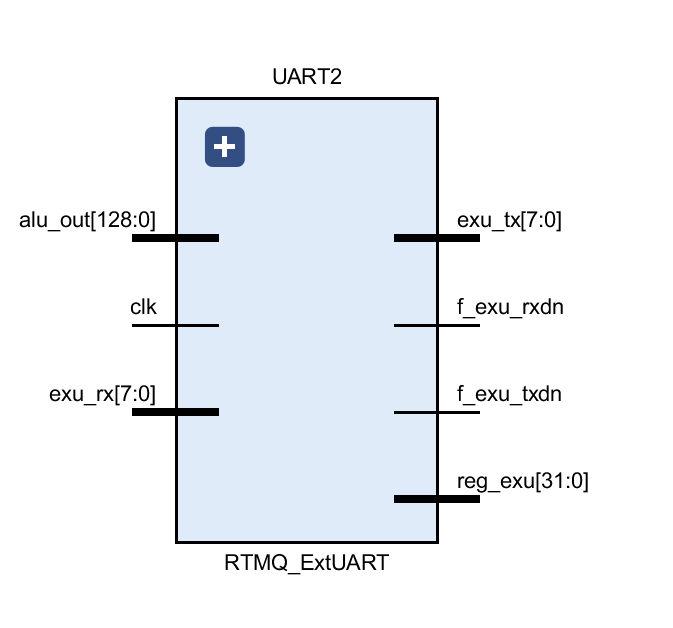 UART2
alu_out[128:0]
exu_tx[7:0]
clk
f_exu_rxdn
exu_rx[7:0]
f_exu_txdn
reg_exu[31:0]
RTMQ_ExtUART